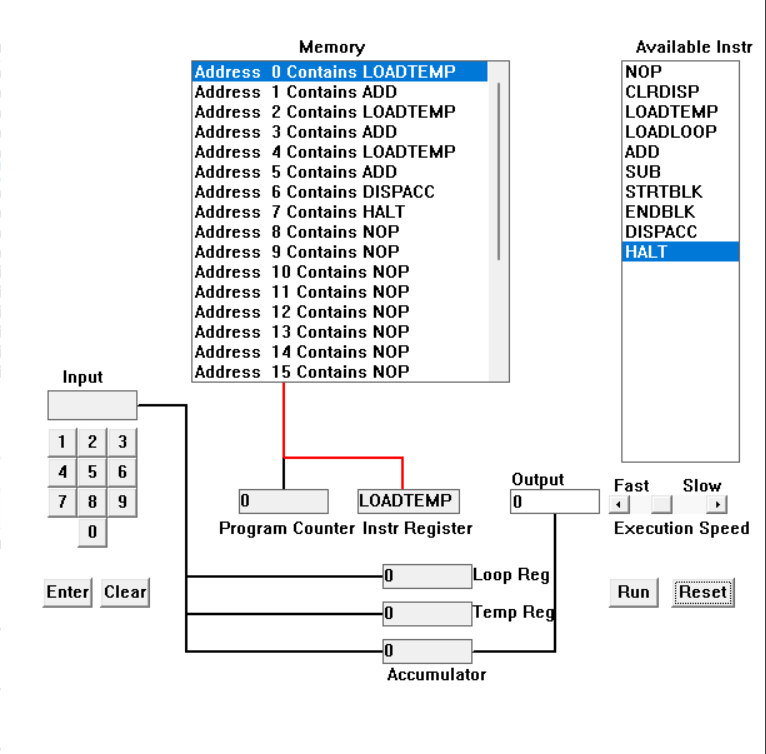 Memory
Address 0 Contains LOADTEMP
Address 1 Contains ADD
Address 2 Contains LOADTEMP
Address 3 Contains ADD
Address 4 Contains LOADTEMP
Address 5 Contains ADD
Address 6 Contains DISPACC
Address 7 Contains HALT
Address 8 Contains NOP
Address 9 Contains NOP
Address 10 Contains NOP
Address 11 Contains NOP
Address 12 Contains NOP
Address 13 Contains NOP
Address 14 Contains NOP
Address 15 Contains NOP
Available Instr
NOP
CLRDISP
LOADTEMP
LOADLOOP
ADD
SUB
STRTBLK
ENDBLK
DISPACC
HALT
Input
1 2 3
4 5 6
7 8 9
0
Enter Clear
0
Program Counter
LOADTEMP
Instr Register
Output
0
Fast Slow
Execution Speed
0 Loop Reg
0 Temp Reg
0
Accumulator
Run Reset